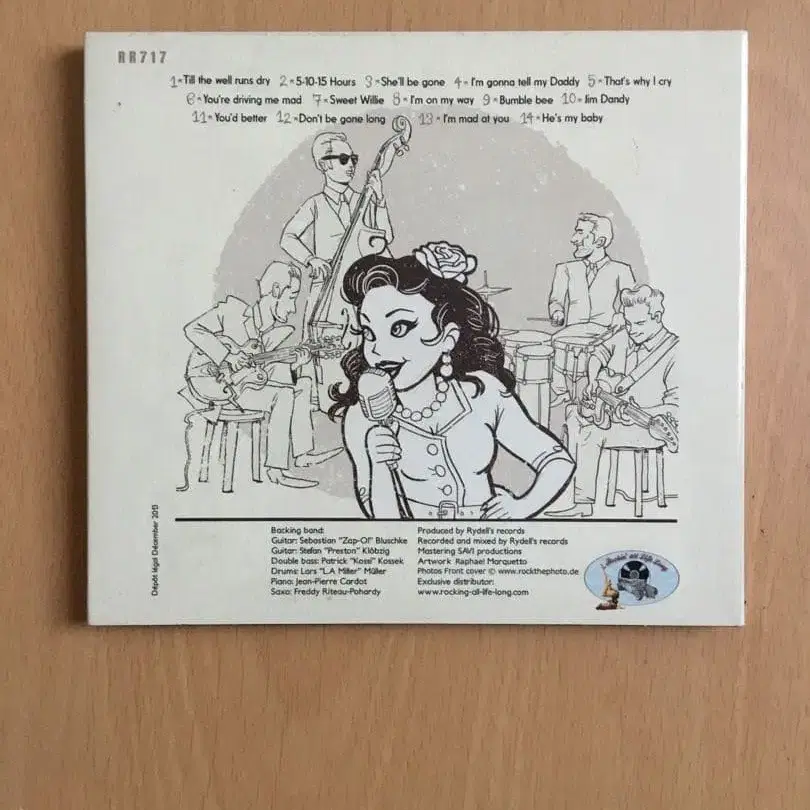 RR717
1-Till the well runs dry 2-5-10-15 Hours 3-She'll be gone 4-I'm gonna tell my Daddy 5-That's why I cry
6-You're driving me mad 7-Sweet Willie 8-I'm on my way 9-Bumble bee 10-Jim Dandy
11-You'd better 12-Don't be gone long 13-I'm mad at you 14-He's my baby
Dépôt légal Décember 2013
Backing band:
Guitar: Sebastian "Zap-O!" Bluschke
Guitar: Stefan "Preston" Klötzig
Double bass: Patrick "Kossi" Kossek
Drums: Lars "L.A Miller" Müller
Piano: Jean-Pierre Cardot
Saxo: Freddy Riteau-Pohardy
Produced by Rydell's records
Recorded and mixed by Rydell's records
Mastering SAVI productions
Artwork Raphael Marquetto
Photos Front cover © www.rockthephoto.de
Exclusive distributor:
www.rocking-all-life-long.com